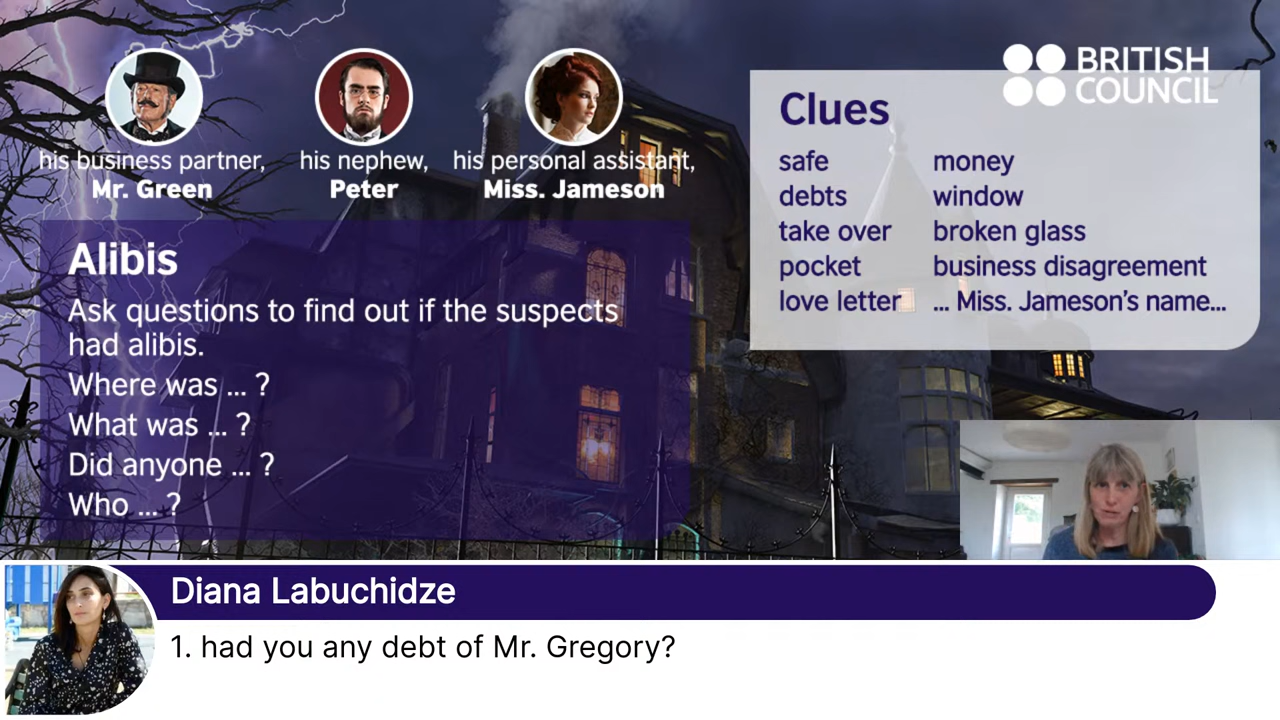 BRITISH
COUNCIL
his business partner,
Mr. Green
his nephew,
Peter
his personal assistant,
Miss. Jameson
Clues
safe
debts
take over
pocket
love letter
money
window
broken glass
business disagreement
... Miss. Jameson's name...
Alibis
Ask questions to find out if the suspects
had alibis.
Where was ... ?
What was ... ?
Did anyone ... ?
Who ... ?
Diana Labuchidze
1. had you any debt of Mr. Gregory?